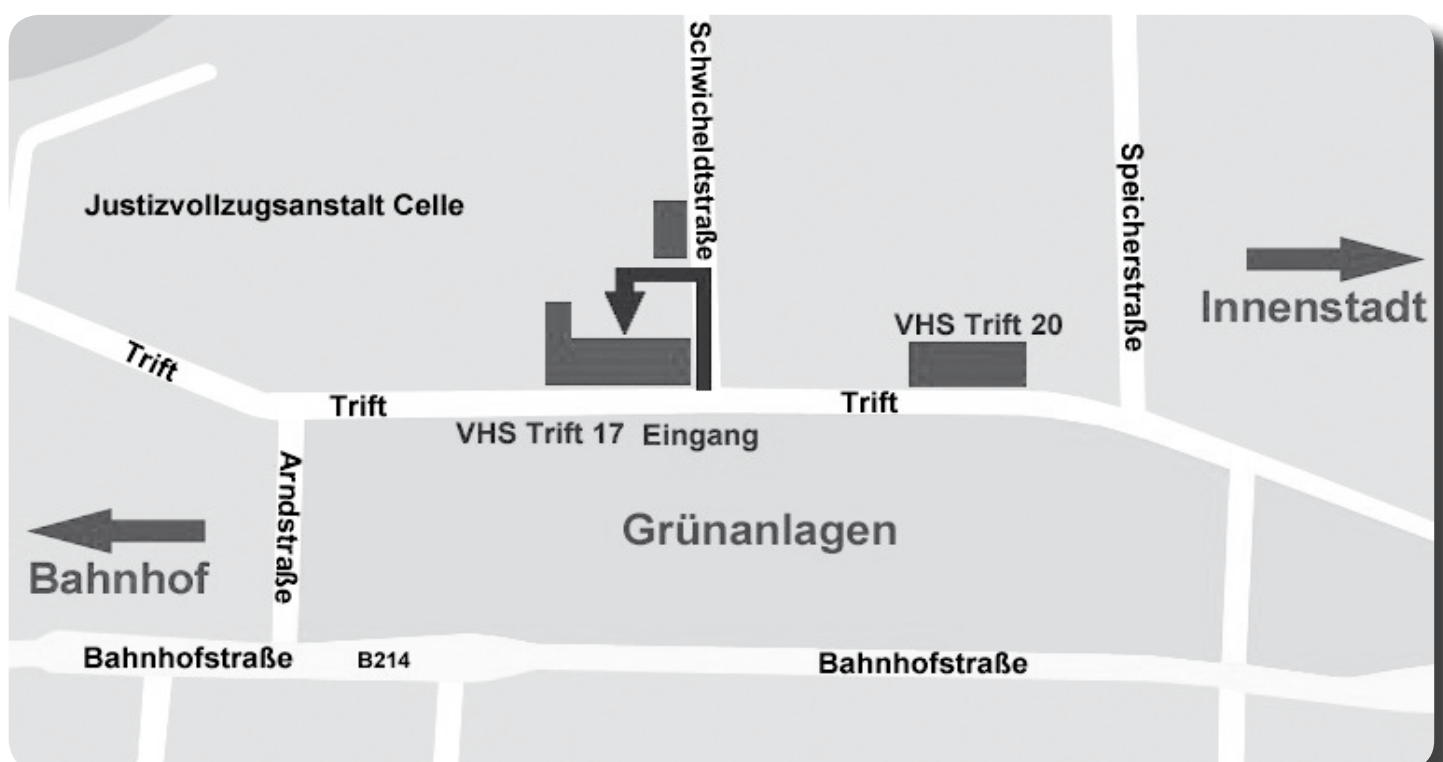 Schwicheldtstraße
Speicherstraße
Justizvollzugsanstalt Celle
Innenstadt
VHS Trift 20
Trift
Trift
Trift
VHS Trift 17 Eingang
Arndtstraße
Grünanlagen
Bahnhof
Bahnhofstraße
B214
Bahnhofstraße